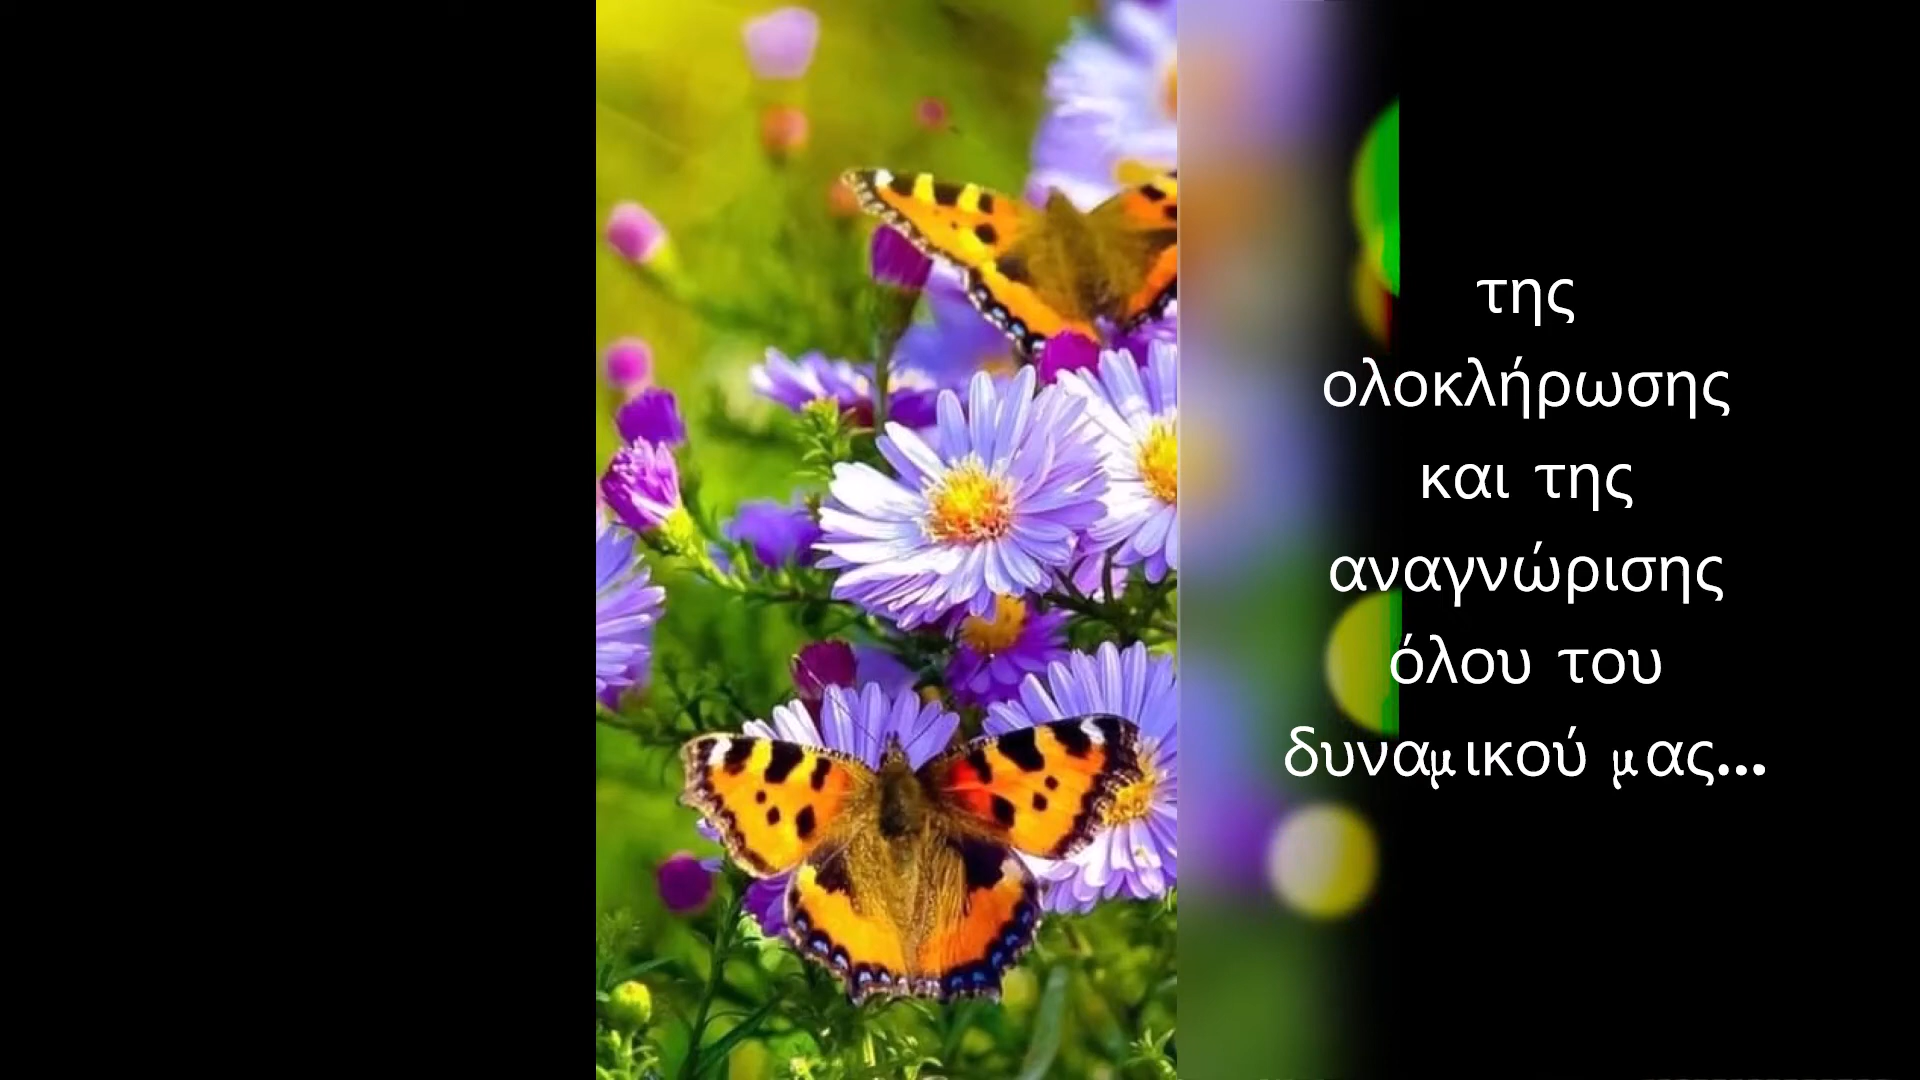 της
ολοκλήρωσης
και της
αναγνώρισης
όλου του
δυναμικού μας...